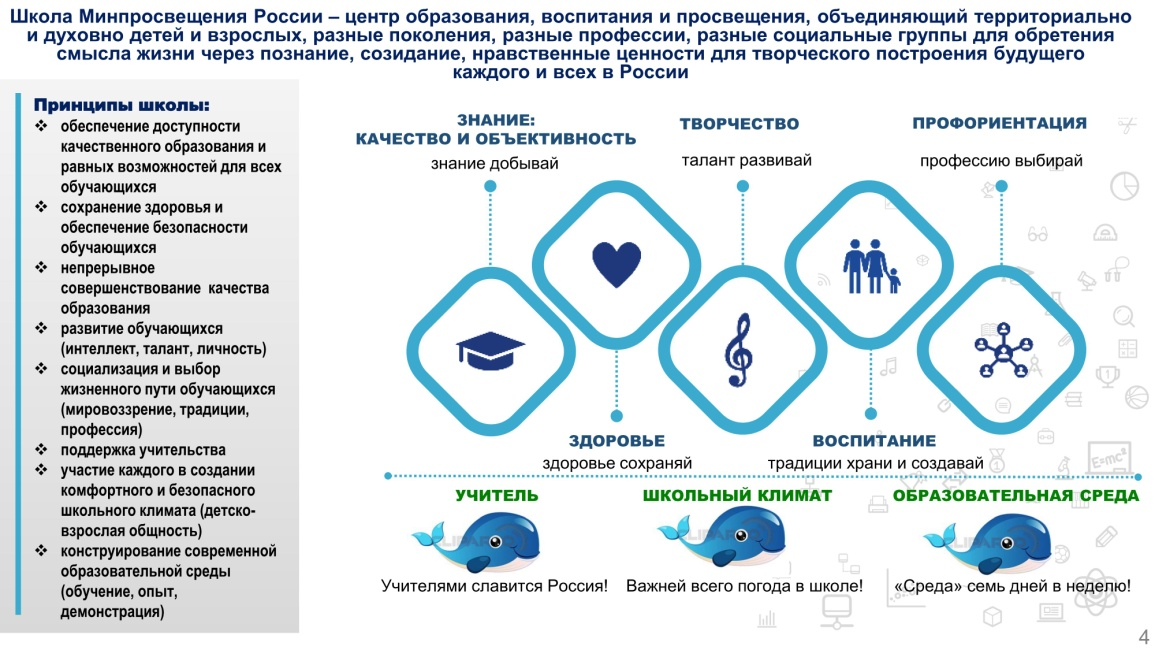 Школа Минпросвещения России – центр образования, воспитания и просвещения, объединяющий территориально
и духовно детей и взрослых, разные поколения, разные профессии, разные социальные группы для обретения
смысла жизни через познание, созидание, нравственные ценности для творческого построения будущего
каждого и всех в России
Принципы школы:
❖ обеспечение доступности
качественного образования и
равных возможностей для всех
обучающихся
❖ сохранение здоровья и
обеспечение безопасности
обучающихся
❖ непрерывное
совершенствование качества
образования
❖ развитие обучающихся
(интеллект, талант, личность)
❖ социализация и выбор
жизненного пути обучающихся
(мировоззрение, традиции,
профессия)
❖ поддержка учительства
❖ участие каждого в создании
комфортного и безопасного
школьного климата (детско-
взрослая общность)
❖ конструирование современной
образовательной среды
(обучение, опыт,
демонстрация)
ЗНАНИЕ:
КАЧЕСТВО И ОБЪЕКТИВНОСТЬ
знание добывай
ТВОРЧЕСТВО
талант развивай
ПРОФОРИЕНТАЦИЯ
профессию выбирай
ЗДОРОВЬЕ
здоровье сохраняй
ВОСПИТАНИЕ
традиции храни и создавай
E=mc²
УЧИТЕЛЬ
Учителями славится Россия!
ШКОЛЬНЫЙ КЛИМАТ
Важней всего погода в школе!
ОБРАЗОВАТЕЛЬНАЯ СРЕДА
«Среда» семь дней в неделю!
4